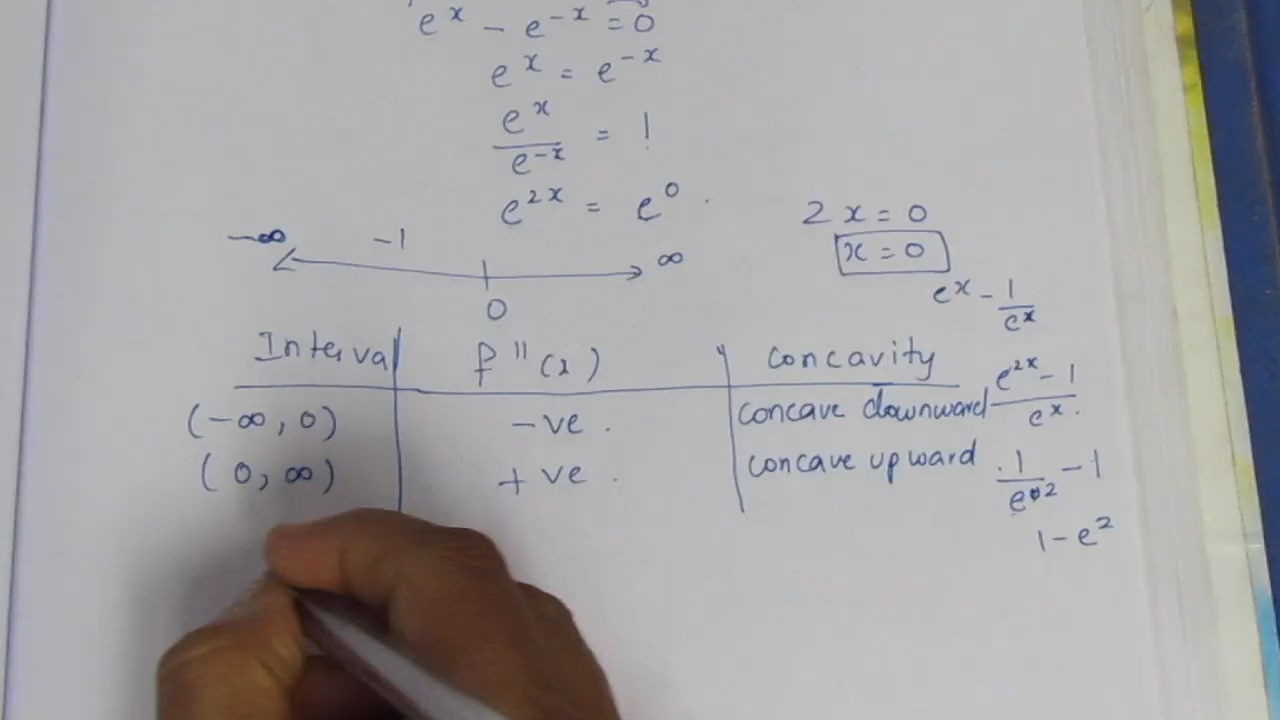 e^x - e^-x = 0
e^x = e^-x
e^x / e^-x = 1
e^2x = e^0 .
2x = 0
x = 0
-∞ -1 0 ∞
e^x - 1/e^x
Interval f''(x) concavity
e^2x - 1 / e^x .
(-∞, 0) -ve . concave downward
(0, ∞) +ve . concave upward
. 1/e^2 - 1
1 - e^2